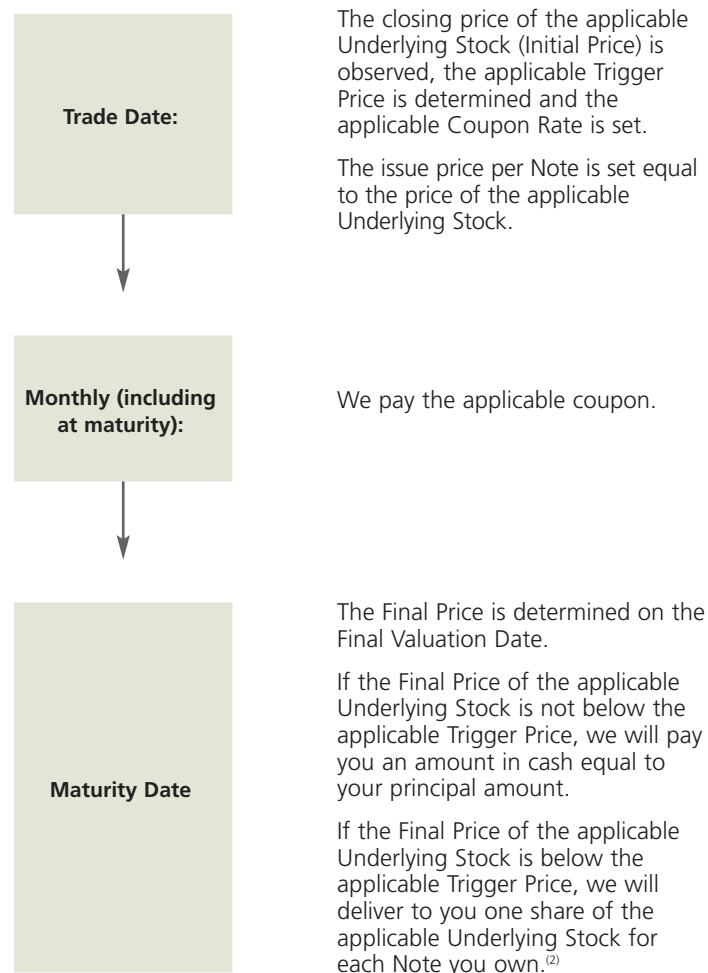 Trade Date:
The closing price of the applicable
Underlying Stock (Initial Price) is
observed, the applicable Trigger
Price is determined and the
applicable Coupon Rate is set.
The issue price per Note is set equal
to the price of the applicable
Underlying Stock.
Monthly (including
at maturity):
We pay the applicable coupon.
Maturity Date
The Final Price is determined on the
Final Valuation Date.
If the Final Price of the applicable
Underlying Stock is not below the
applicable Trigger Price, we will pay
you an amount in cash equal to
your principal amount.
If the Final Price of the applicable
Underlying Stock is below the
applicable Trigger Price, we will
deliver to you one share of the
applicable Underlying Stock for
each Note you own.(2)